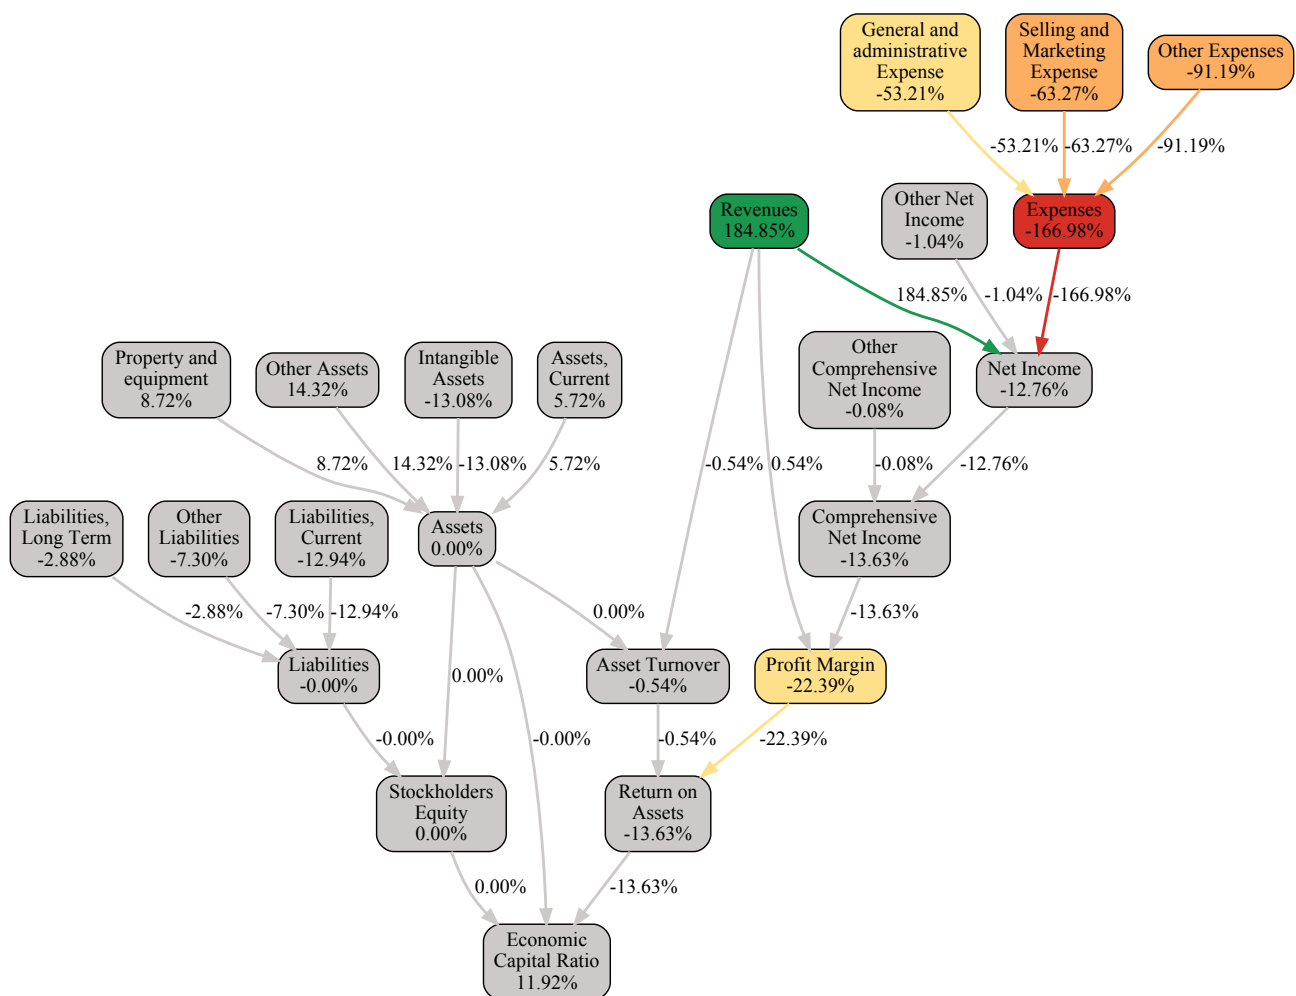 General and
administrative
Expense
-53.21%
Selling and
Marketing
Expense
-63.27%
Other Expenses
-91.19%
-53.21%
-63.27%
-91.19%
Revenues
184.85%
Other Net
Income
-1.04%
Expenses
-166.98%
184.85%
-1.04%
-166.98%
Property and
equipment
8.72%
Other Assets
14.32%
Intangible
Assets
-13.08%
Assets,
Current
5.72%
Other
Comprehensive
Net Income
-0.08%
Net Income
-12.76%
8.72%
14.32%
-13.08%
5.72%
-0.54%
0.54%
-0.08%
-12.76%
Liabilities,
Long Term
-2.88%
Other
Liabilities
-7.30%
Liabilities,
Current
-12.94%
Assets
0.00%
Comprehensive
Net Income
-13.63%
-2.88%
-7.30%
-12.94%
0.00%
-13.63%
Liabilities
-0.00%
0.00%
Asset Turnover
-0.54%
Profit Margin
-22.39%
-0.00%
-0.00%
-0.54%
-22.39%
Stockholders
Equity
0.00%
Return on
Assets
-13.63%
0.00%
-13.63%
Economic
Capital Ratio
11.92%